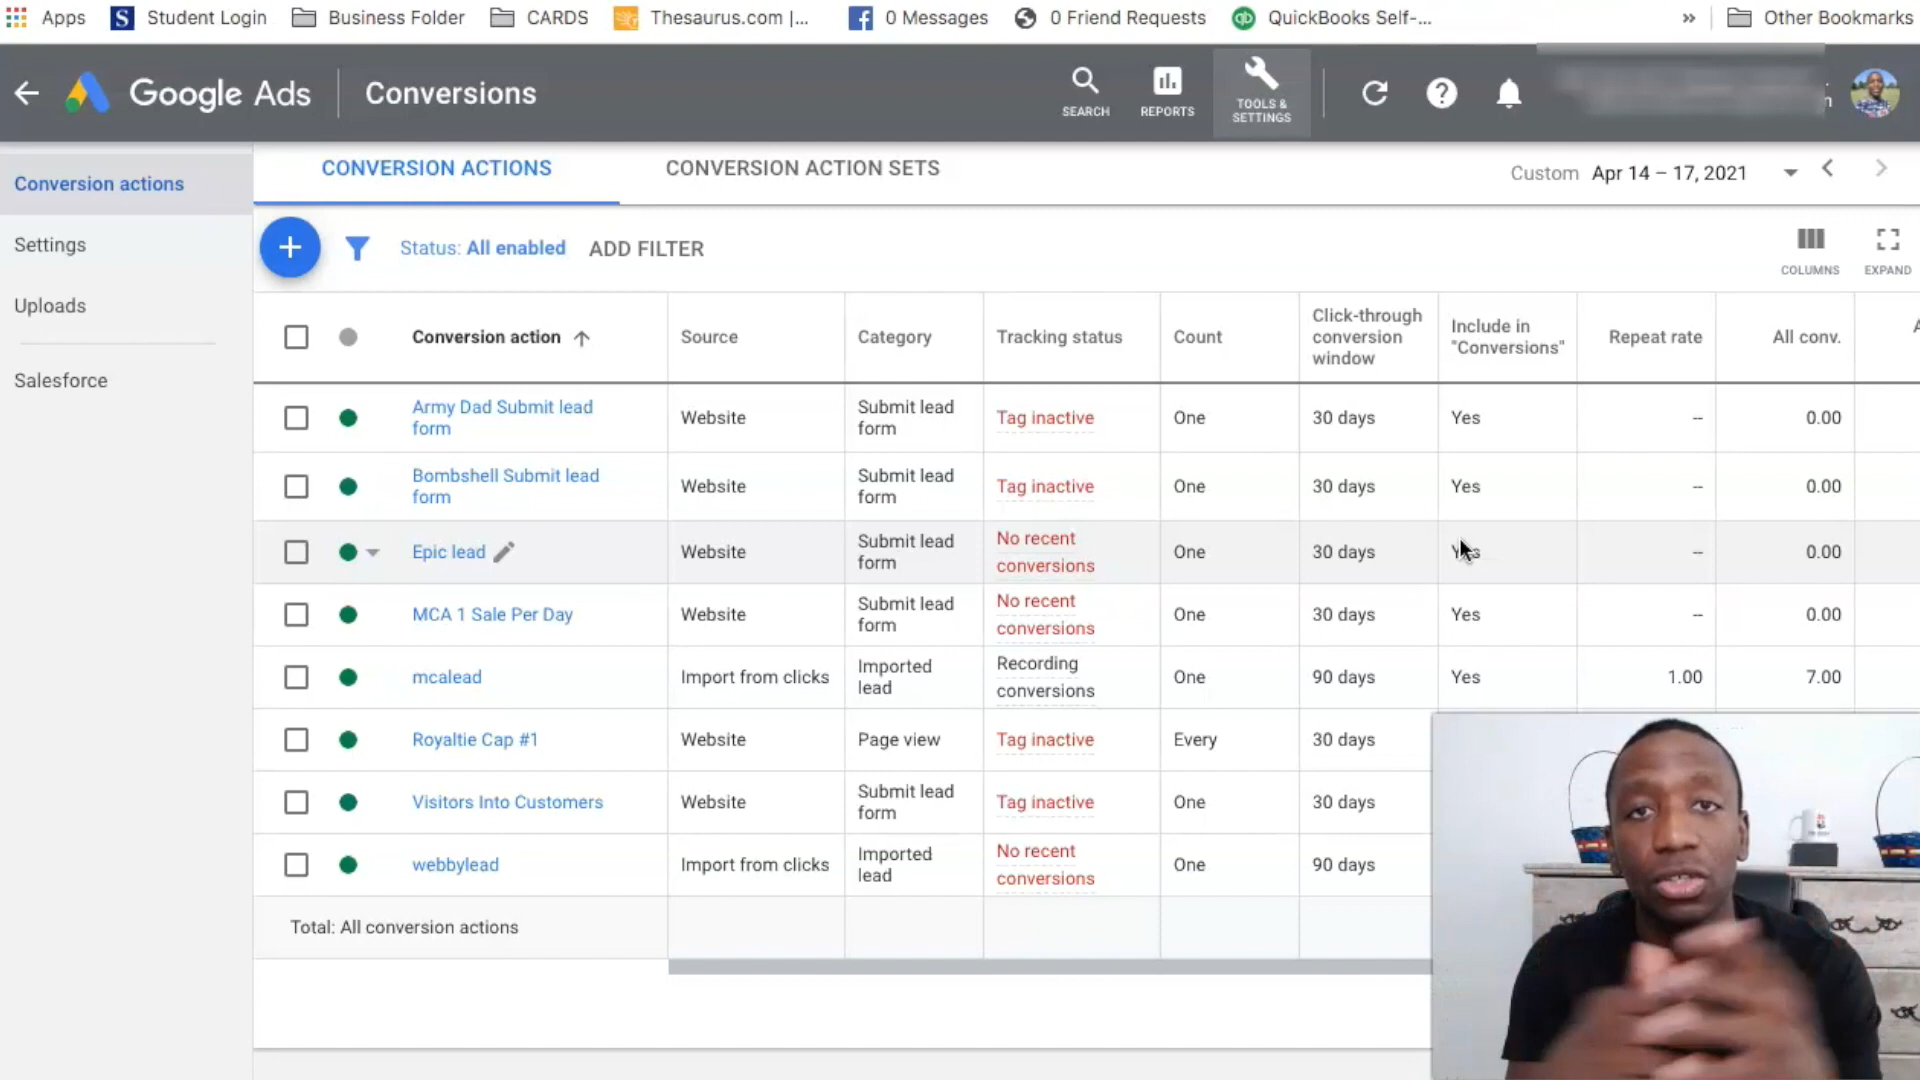 Apps Student Login Business Folder CARDS Thesaurus.com |... 0 Messages 0 Friend Requests QuickBooks Self-... » Other Bookmarks
Google Ads Conversions
SEARCH REPORTS TOOLS & SETTINGS
CONVERSION ACTIONS CONVERSION ACTION SETS Custom Apr 14 – 17, 2021
Conversion actions
Settings
Uploads
Salesforce
Status: All enabled ADD FILTER COLUMNS EXPAND
Conversion action Source Category Tracking status Count Click-through conversion window Include in "Conversions" Repeat rate All conv.
Army Dad Submit lead form Website Submit lead form Tag inactive One 30 days Yes – 0.00
Bombshell Submit lead form Website Submit lead form Tag inactive One 30 days Yes – 0.00
Epic lead Website Submit lead form No recent conversions One 30 days Yes – 0.00
MCA 1 Sale Per Day Website Submit lead form No recent conversions One 30 days Yes – 0.00
mcalead Import from clicks Imported lead Recording conversions One 90 days Yes 1.00 7.00
Royaltie Cap #1 Website Page view Tag inactive Every 30 days
Visitors Into Customers Website Submit lead form Tag inactive One 30 days
webbylead Import from clicks Imported lead No recent conversions One 90 days
Total: All conversion actions